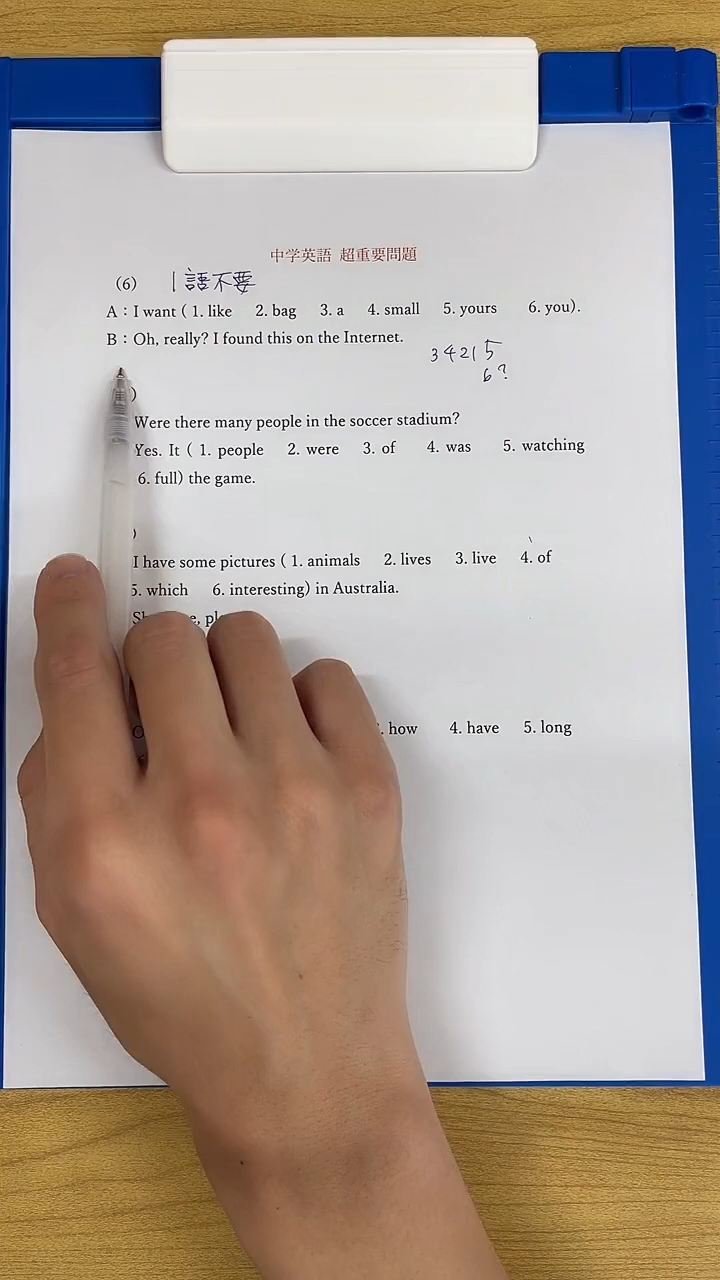 中学英語 超重要問題
(6) 1語不要
A : I want ( 1. like 2. bag 3. a 4. small 5. yours 6. you).
B : Oh, really? I found this on the Internet.
34215
6?
)
Were there many people in the soccer stadium?
Yes. It ( 1. people 2. were 3. of 4. was 5. watching
6. full) the game.
)
I have some pictures ( 1. animals 2. lives 3. live 4. of
5. which 6. interesting) in Australia.
. how 4. have 5. long